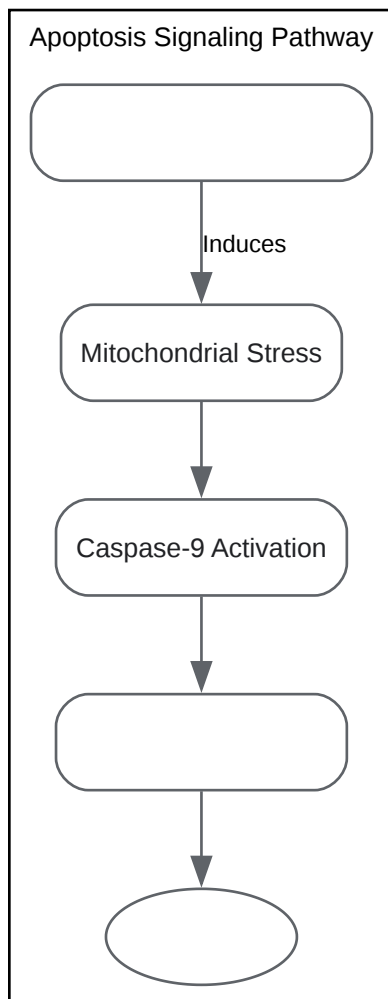 Apoptosis Signaling Pathway
Induces
Mitochondrial Stress
Caspase-9 Activation